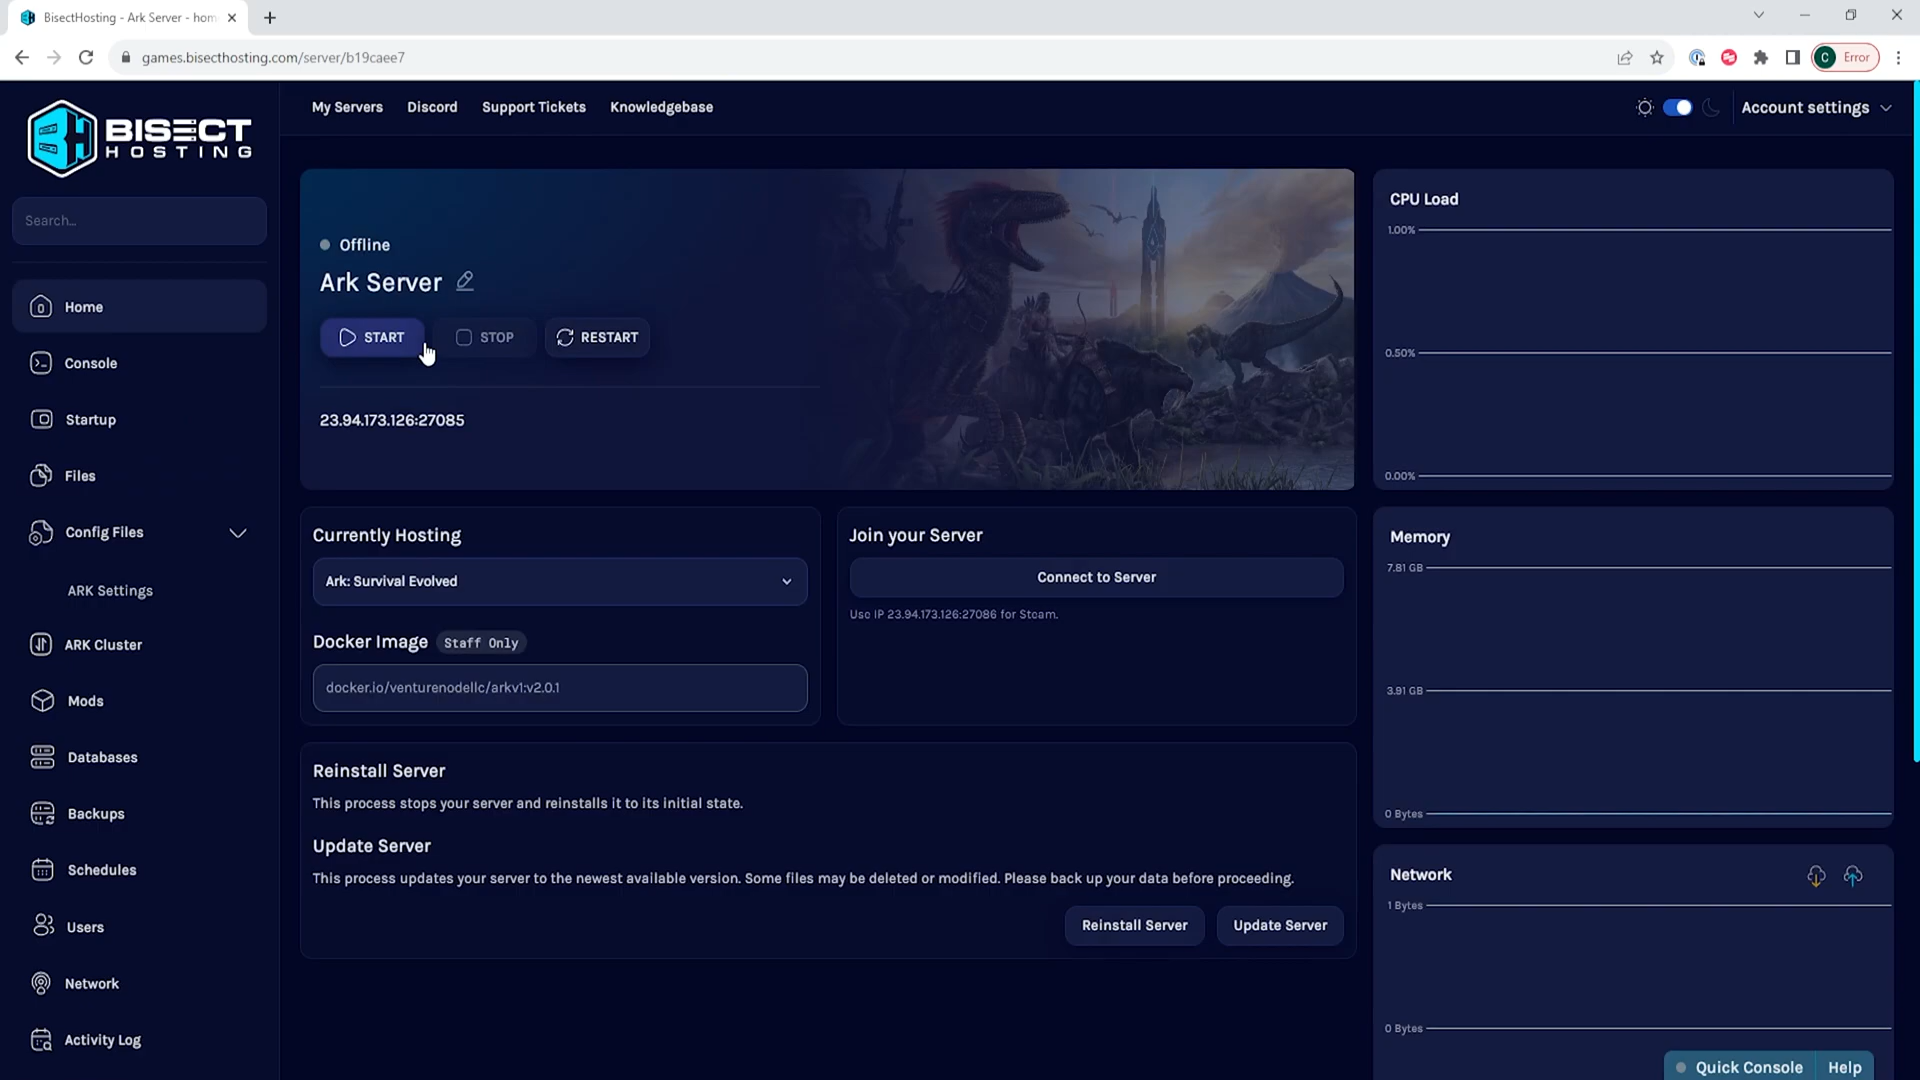 BisectHosting - Ark Server - hom
games.bisecthosting.com/server/b19caee7
C Error
BISECT
HOSTING
My Servers
Discord
Support Tickets
Knowledgebase
Account settings
Search...
Home
Console
Startup
Files
Config Files
ARK Settings
ARK Cluster
Mods
Databases
Backups
Schedules
Users
Network
Activity Log
Offline
Ark Server
START
STOP
RESTART
23.94.173.126:27085
Currently Hosting
Ark: Survival Evolved
Docker Image Staff Only
docker.io/venturenodellc/arkv1:v2.0.1
Join your Server
Connect to Server
Use IP 23.94.173.126:27086 for Steam.
Reinstall Server
This process stops your server and reinstalls it to its initial state.
Update Server
This process updates your server to the newest available version. Some files may be deleted or modified. Please back up your data before proceeding.
Reinstall Server
Update Server
CPU Load
1.00%
0.50%
0.00%
Memory
7.81 GB
3.91 GB
0 Bytes
Network
1 Bytes
0 Bytes
Quick Console
Help